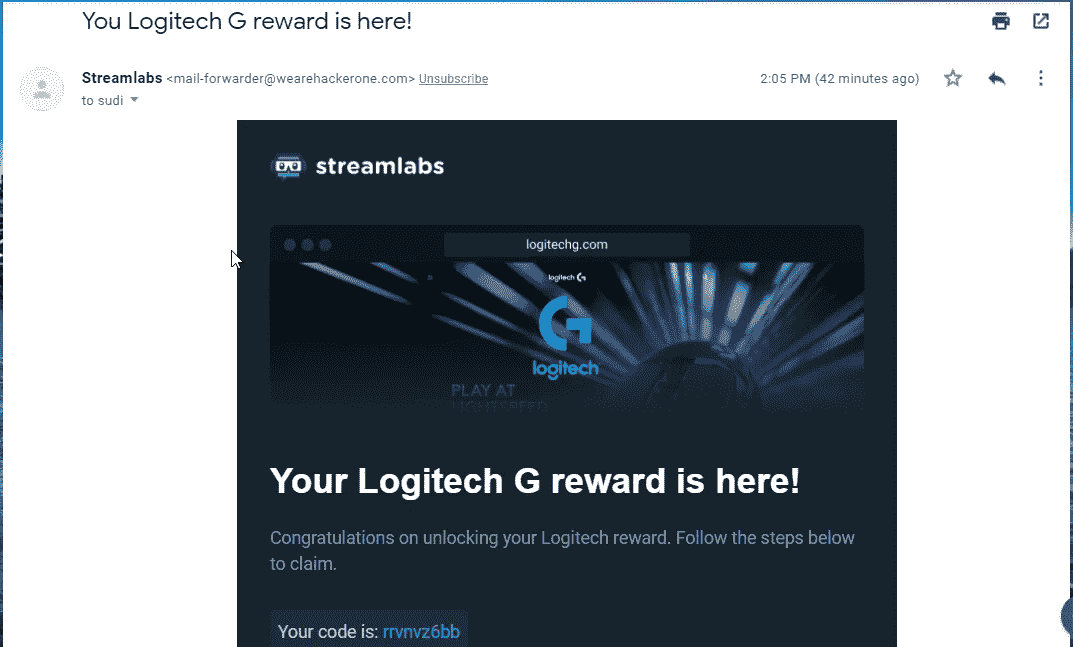 You Logitech G reward is here!
Streamlabs <mail-forwarder@wearehackerone.com> Unsubscribe
2:05 PM (42 minutes ago)
to sudi
streamlabs
logitechg.com
logitech G
logitech
PLAY AT
LIGHTSPEED
Your Logitech G reward is here!
Congratulations on unlocking your Logitech reward. Follow the steps below
to claim.
Your code is: rrvnvz6bb